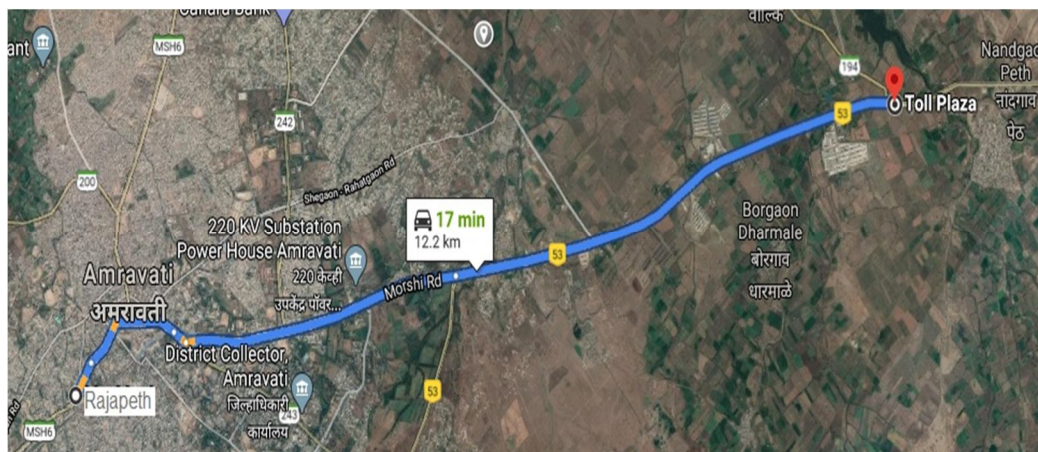 ant
MSH6
वाल्कि
194
Nandgao
Peth
नांदगाव
पेठ
53
Toll Plaza
242
200
Shegaon - Rahatgaon Rd
220 KV Substation
Power House Amravati
220 केव्ही
उपकेंद्र पॉवर...
17 min
12.2 km
53
Borgaon
Dharmale
बोरगाव
धारमाळे
Amravati
अमरावती
Morshi Rd
District Collector,
Amravati
जिल्हाधिकारी
कार्यालय
243
53
Rajapeth
Rd
MSH6